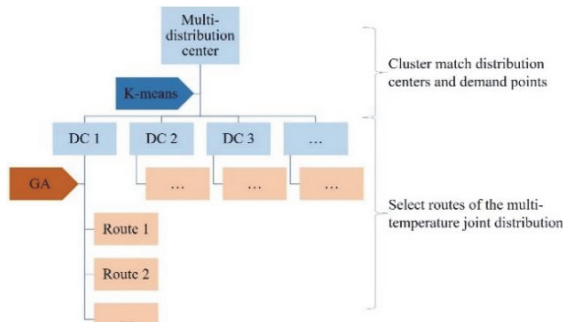 Multi-
distribution
center
Cluster match distribution
centers and demand points
K-means
DC 1
DC 2
DC 3
...
GA
...
...
...
Select routes of the multi-
temperature joint distribution
Route 1
Route 2